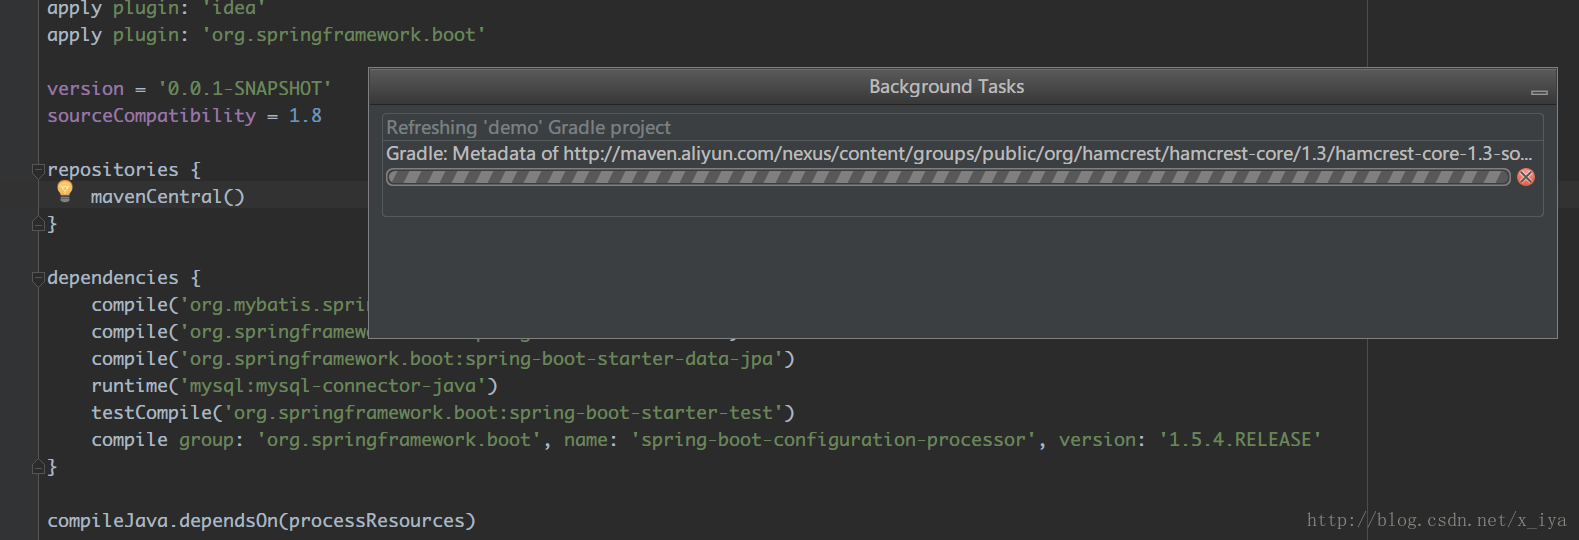 apply plugin: 'idea'
apply plugin: 'org.springframework.boot'
version = '0.0.1-SNAPSHOT'
sourceCompatibility = 1.8
repositories {
mavenCentral()
}
dependencies {
compile('org.mybatis.spri
compile('org.springframew
compile('org.springframework.boot:spring-boot-starter-data-jpa')
runtime('mysql:mysql-connector-java')
testCompile('org.springframework.boot:spring-boot-starter-test')
compile group: 'org.springframework.boot', name: 'spring-boot-configuration-processor', version: '1.5.4.RELEASE'
}
compileJava.dependsOn(processResources)
Background Tasks
Refreshing 'demo' Gradle project
Gradle: Metadata of http://maven.aliyun.com/nexus/content/groups/public/org/hamcrest/hamcrest-core/1.3/hamcrest-core-1.3-so...
http://blog.csdn.net/x_iya